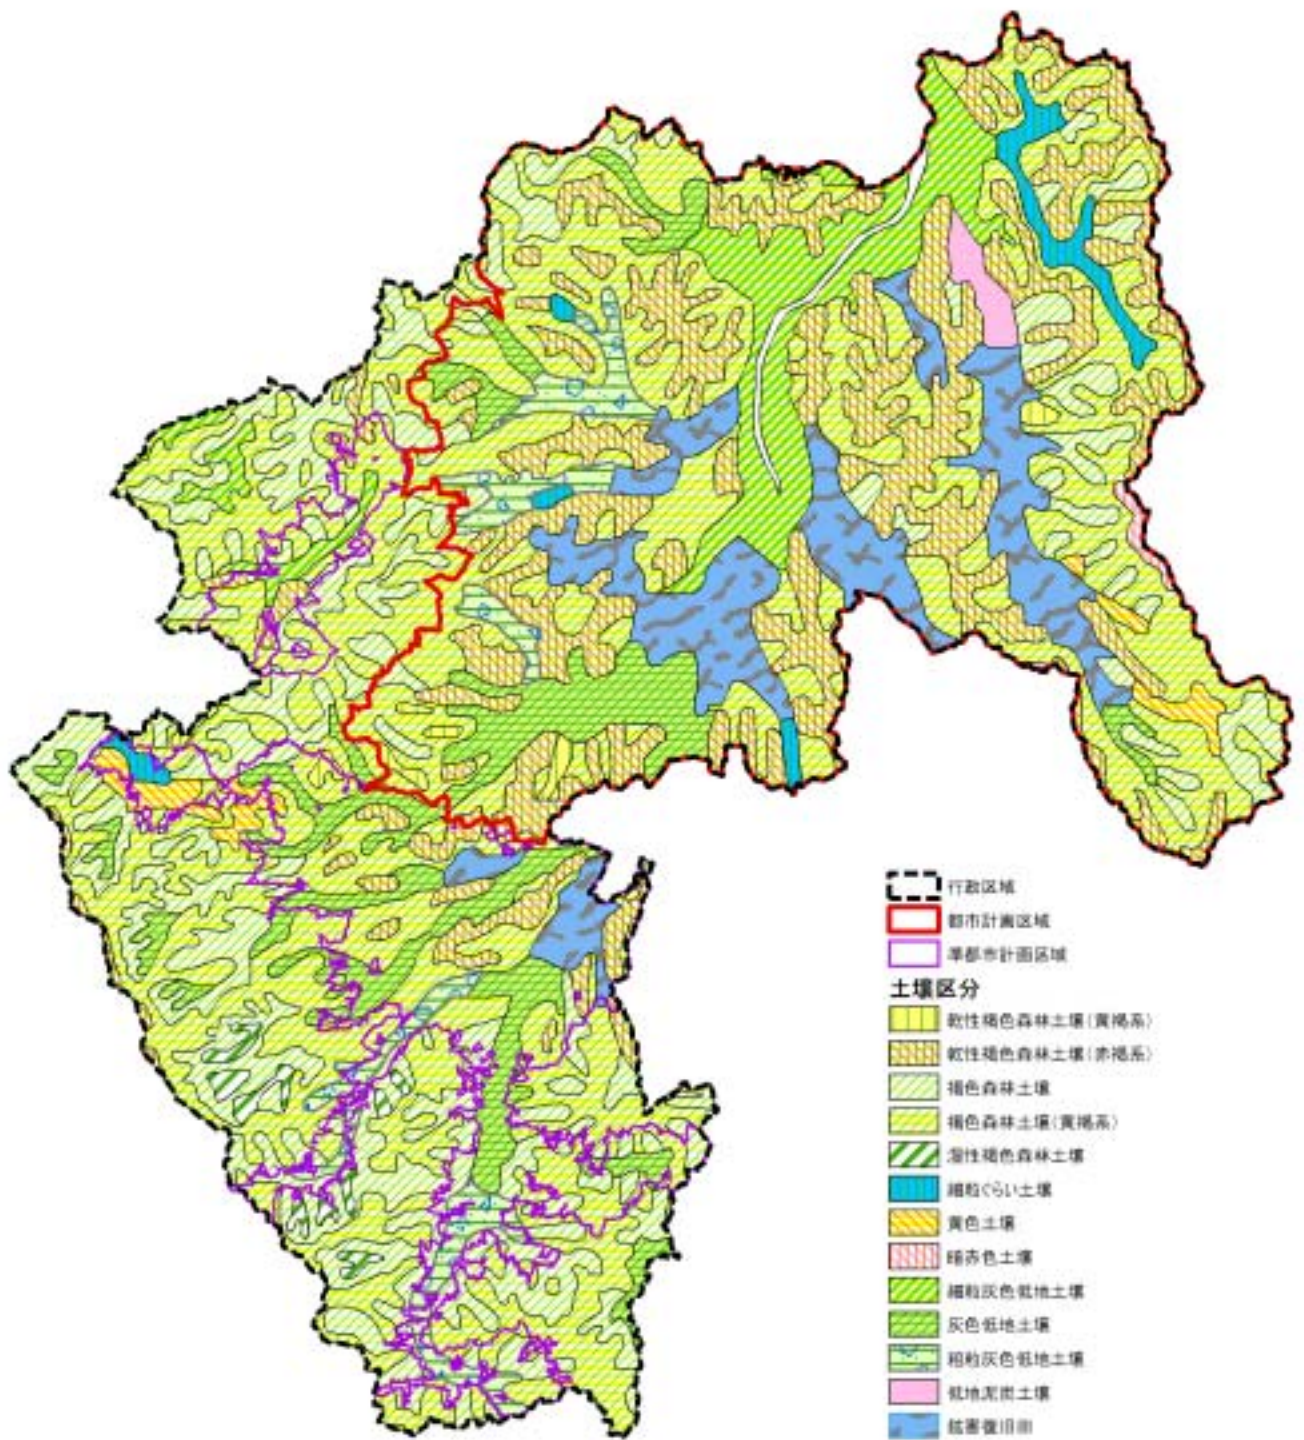 行政区域
都市計画区域
準都市計画区域
土壌区分
乾性褐色森林土壌(黄褐系)
乾性褐色森林土壌(赤褐系)
褐色森林土壌
褐色森林土壌(黄褐系)
湿性褐色森林土壌
細粒ぐらい土壌
黄色土壌
暗赤色土壌
細粒灰色低地土壌
灰色低地土壌
粗粒灰色低地土壌
低地泥炭土壌
鉱害復旧田